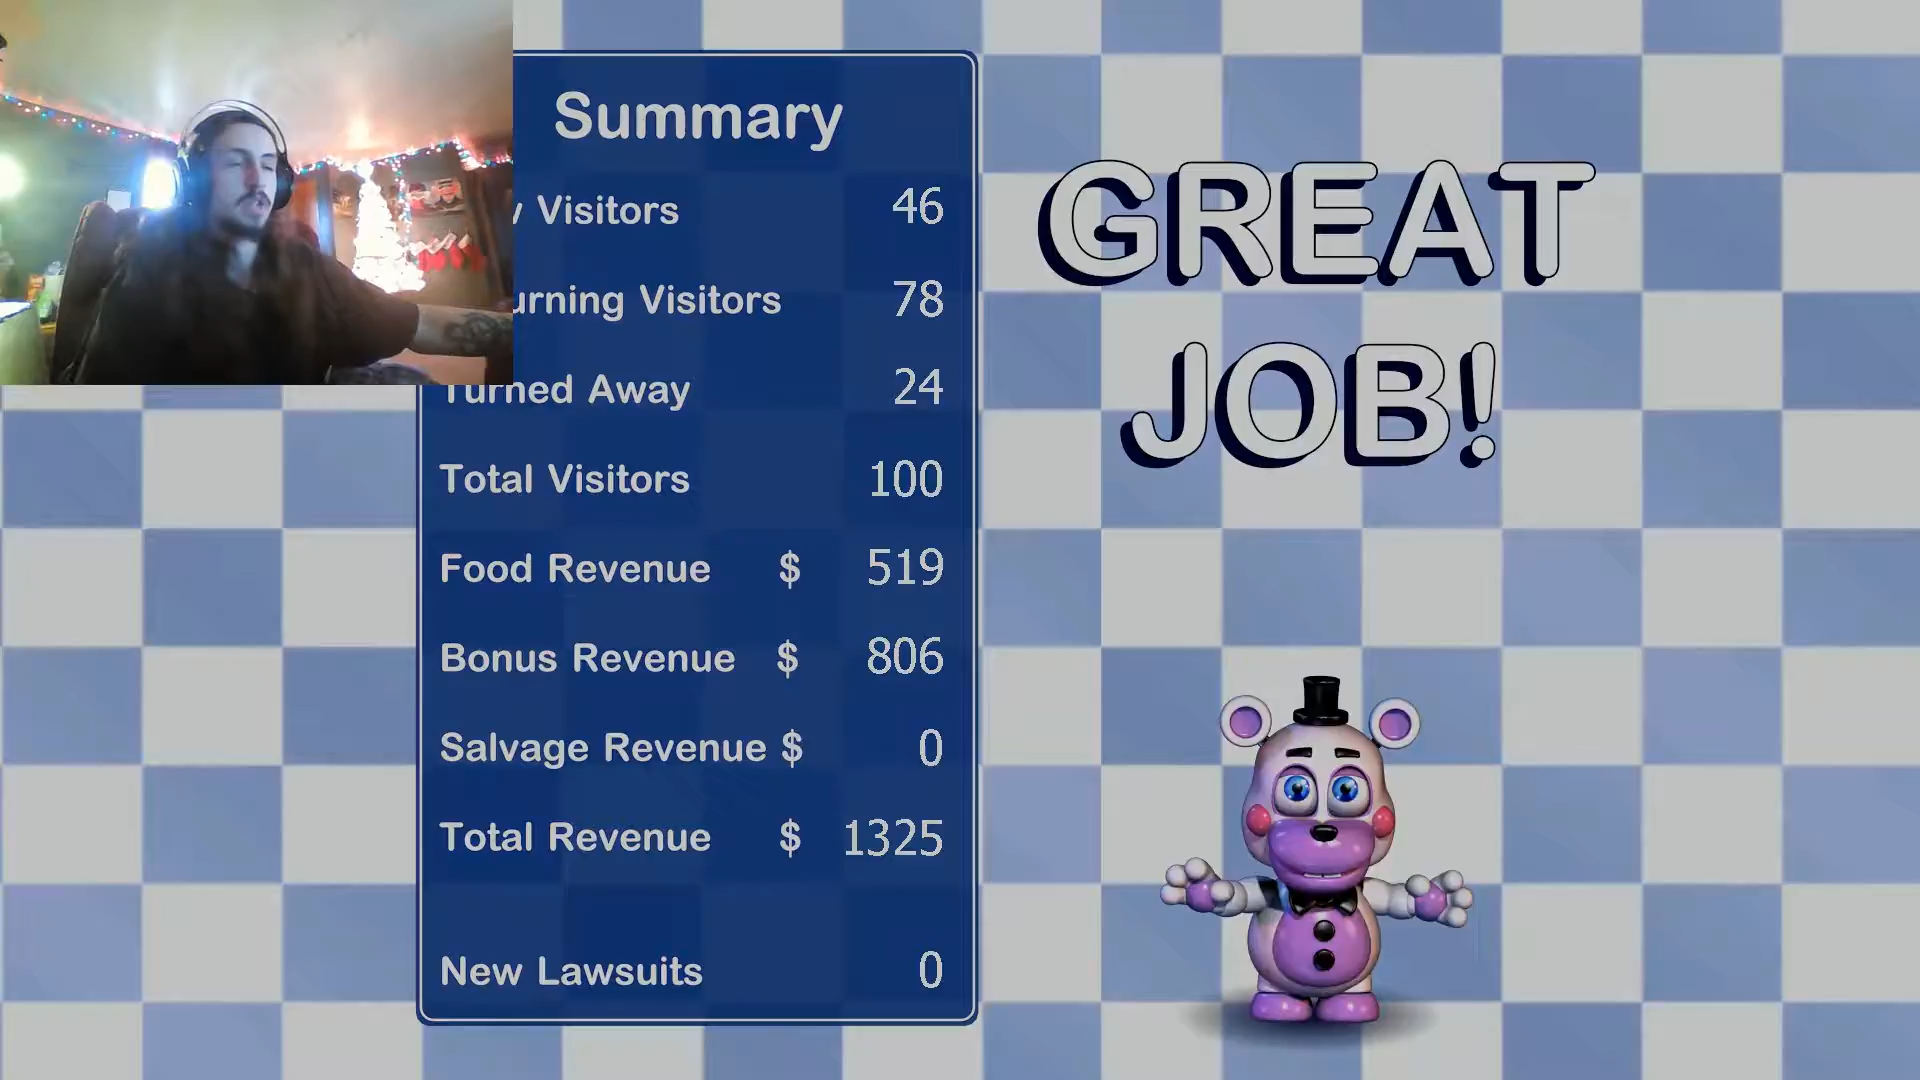 Summary
Visitors 46
urning Visitors 78
Turned Away 24
Total Visitors 100
Food Revenue $ 519
Bonus Revenue $ 806
Salvage Revenue $ 0
Total Revenue $ 1325
New Lawsuits 0
GREAT
JOB!